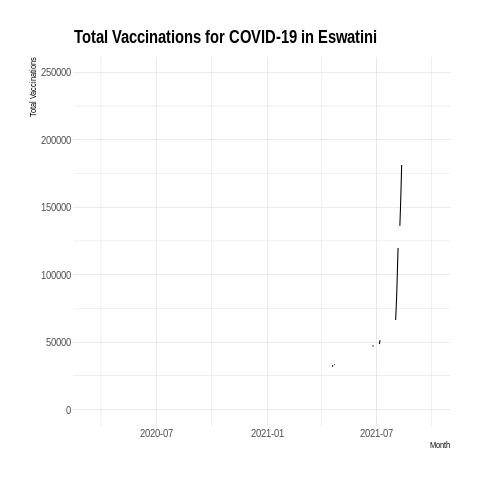 Total Vaccinations for COVID-19 in Eswatini
Total Vaccinations
250000
200000
150000
100000
50000
0
2020-07 2021-01 2021-07
Month